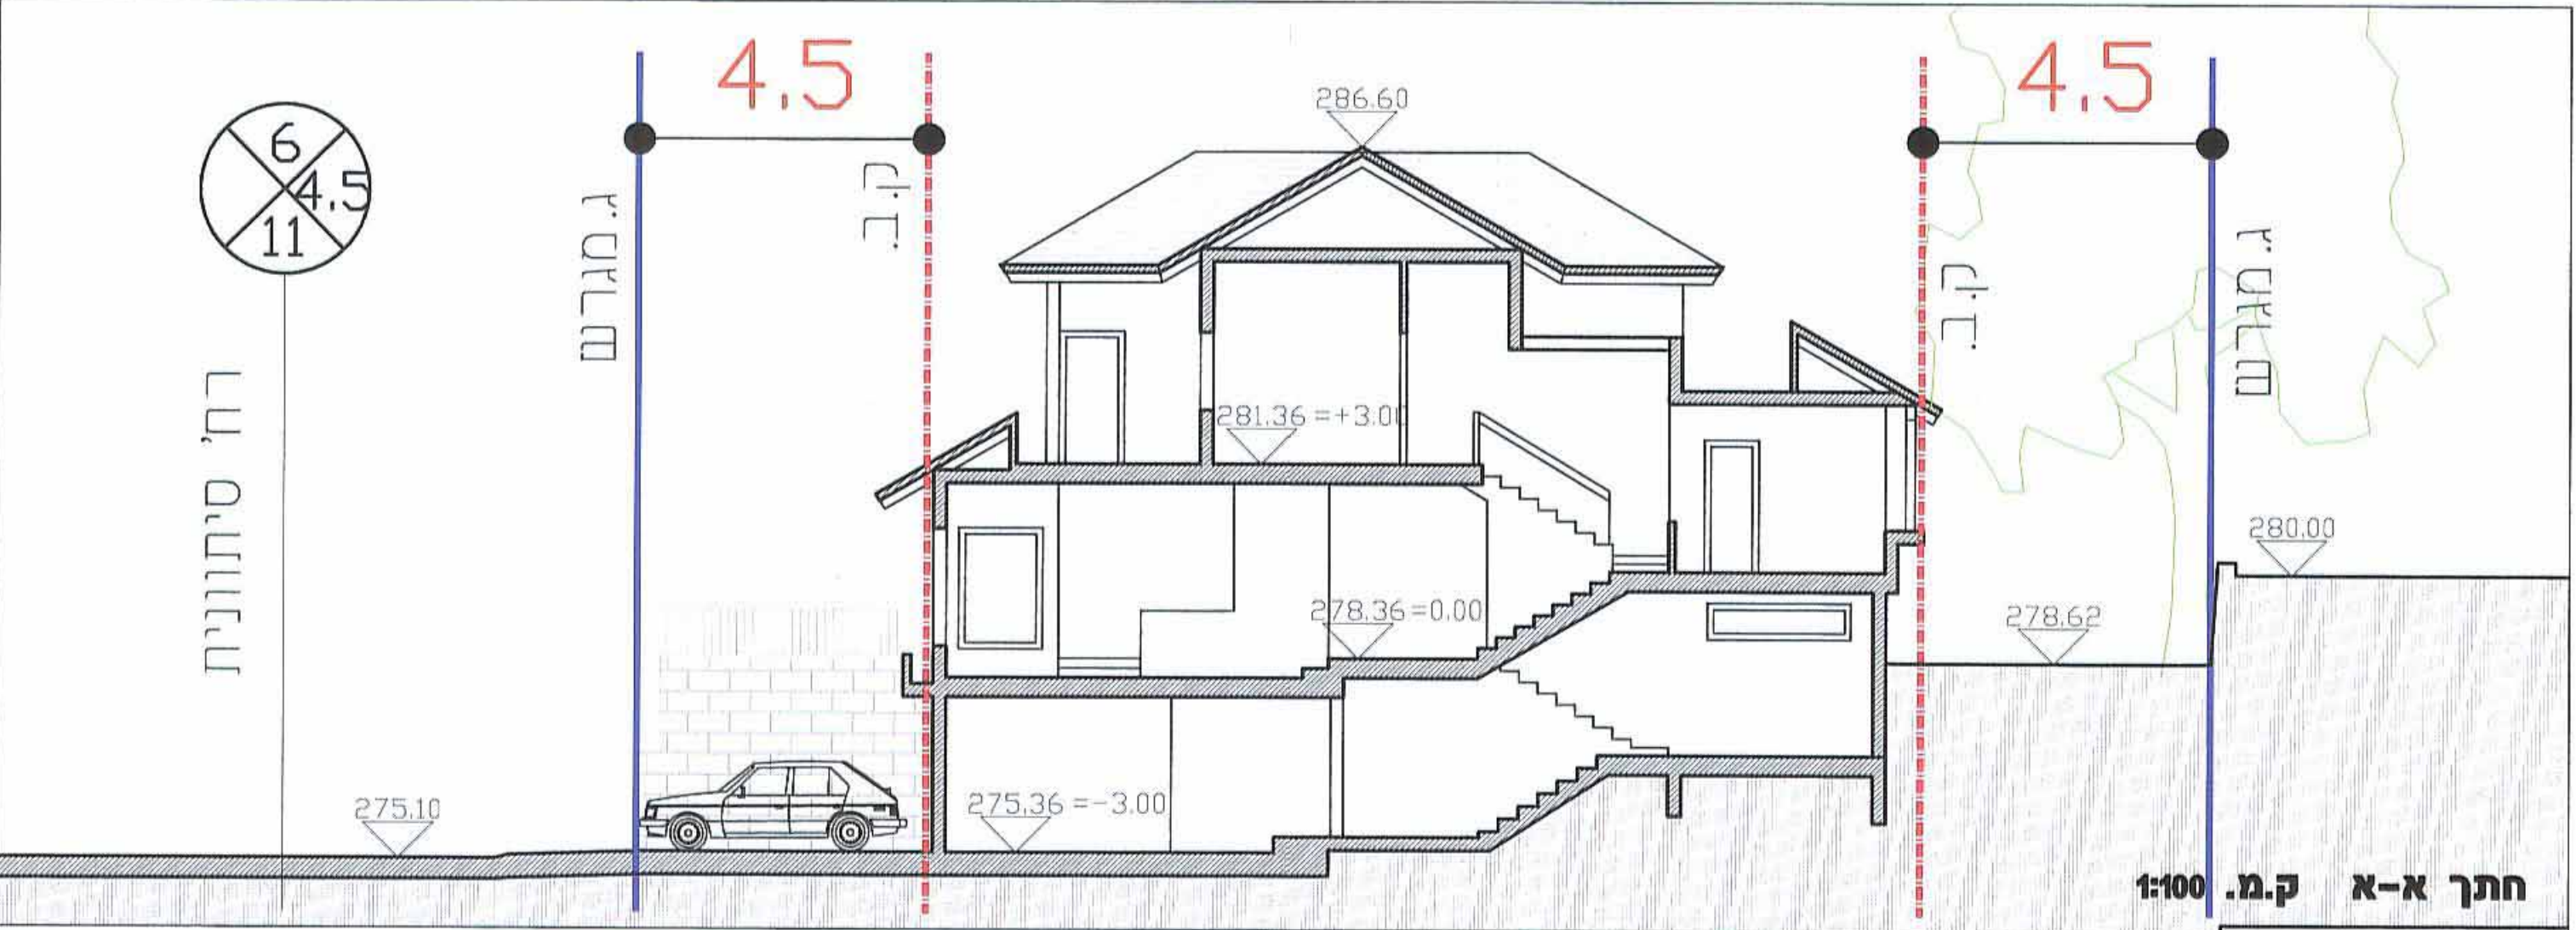 4.5
4.5
6
4.5
11
286.60
ק.ב.
ק.ב.
ג.מגרש
ג.מגרש
רח' סיתוונית
281.36 =+3.00
280.00
278.36=0.00
278.62
275.36 =-3.00
275.10
חתך א-א ק.מ. 1:100